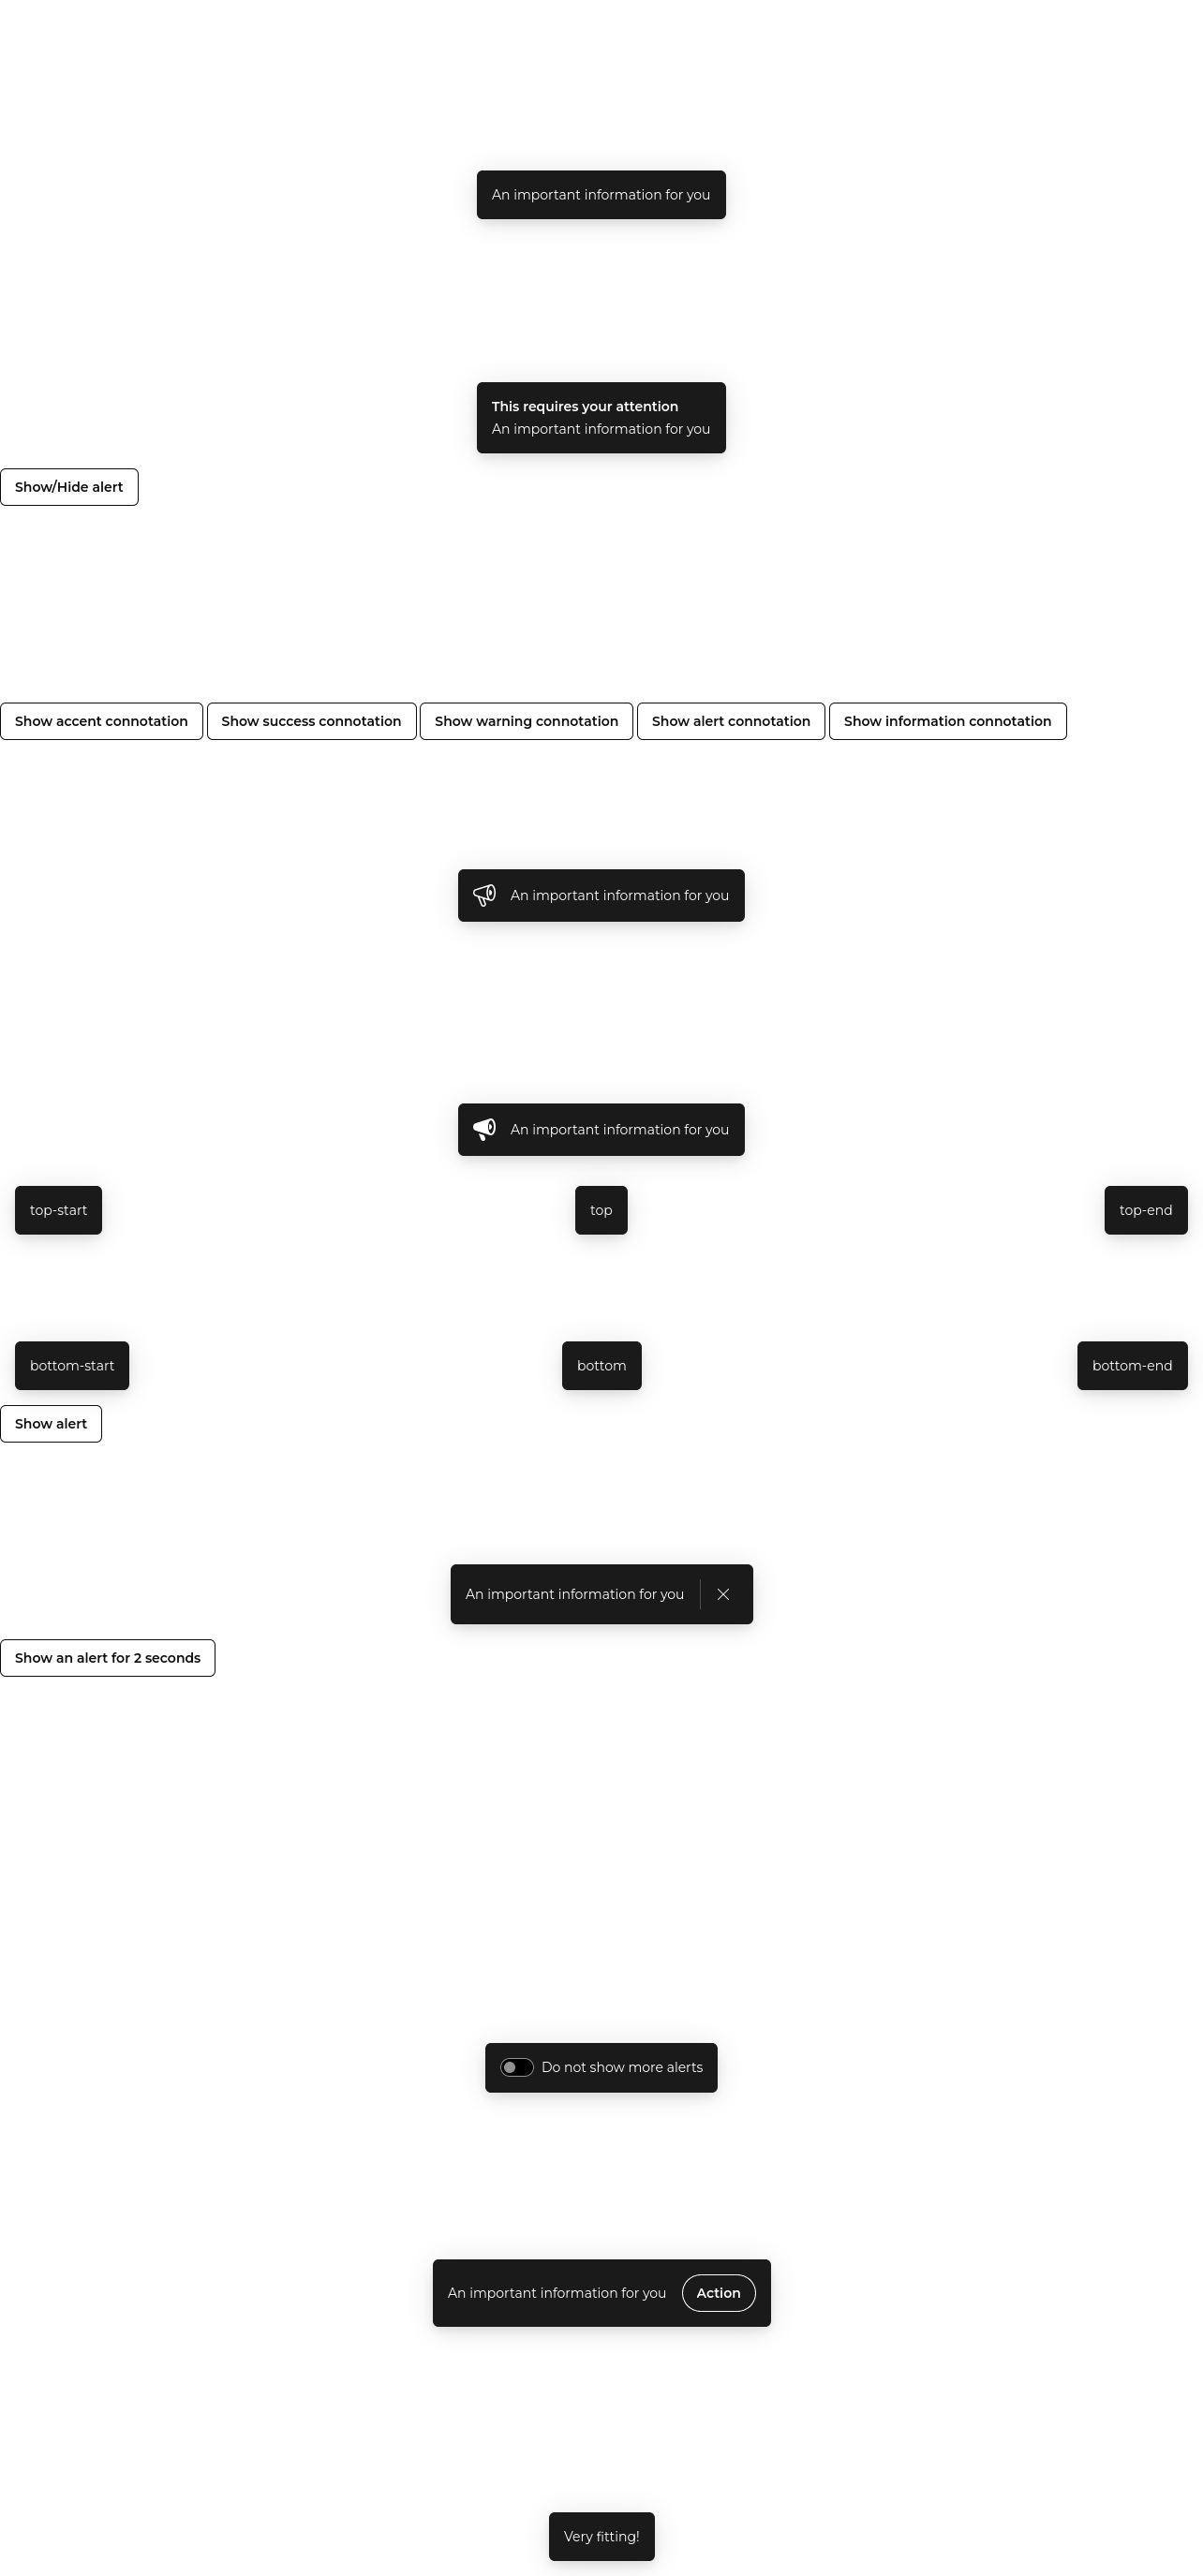 An important information for you
This requires your attention
An important information for you
Show/Hide alert
Show accent connotation Show success connotation Show warning connotation Show alert connotation Show information connotation
An important information for you
An important information for you
top-start top top-end
bottom-start bottom bottom-end
Show alert
An important information for you
Show an alert for 2 seconds
Do not show more alerts
An important information for you Action
Very fitting!